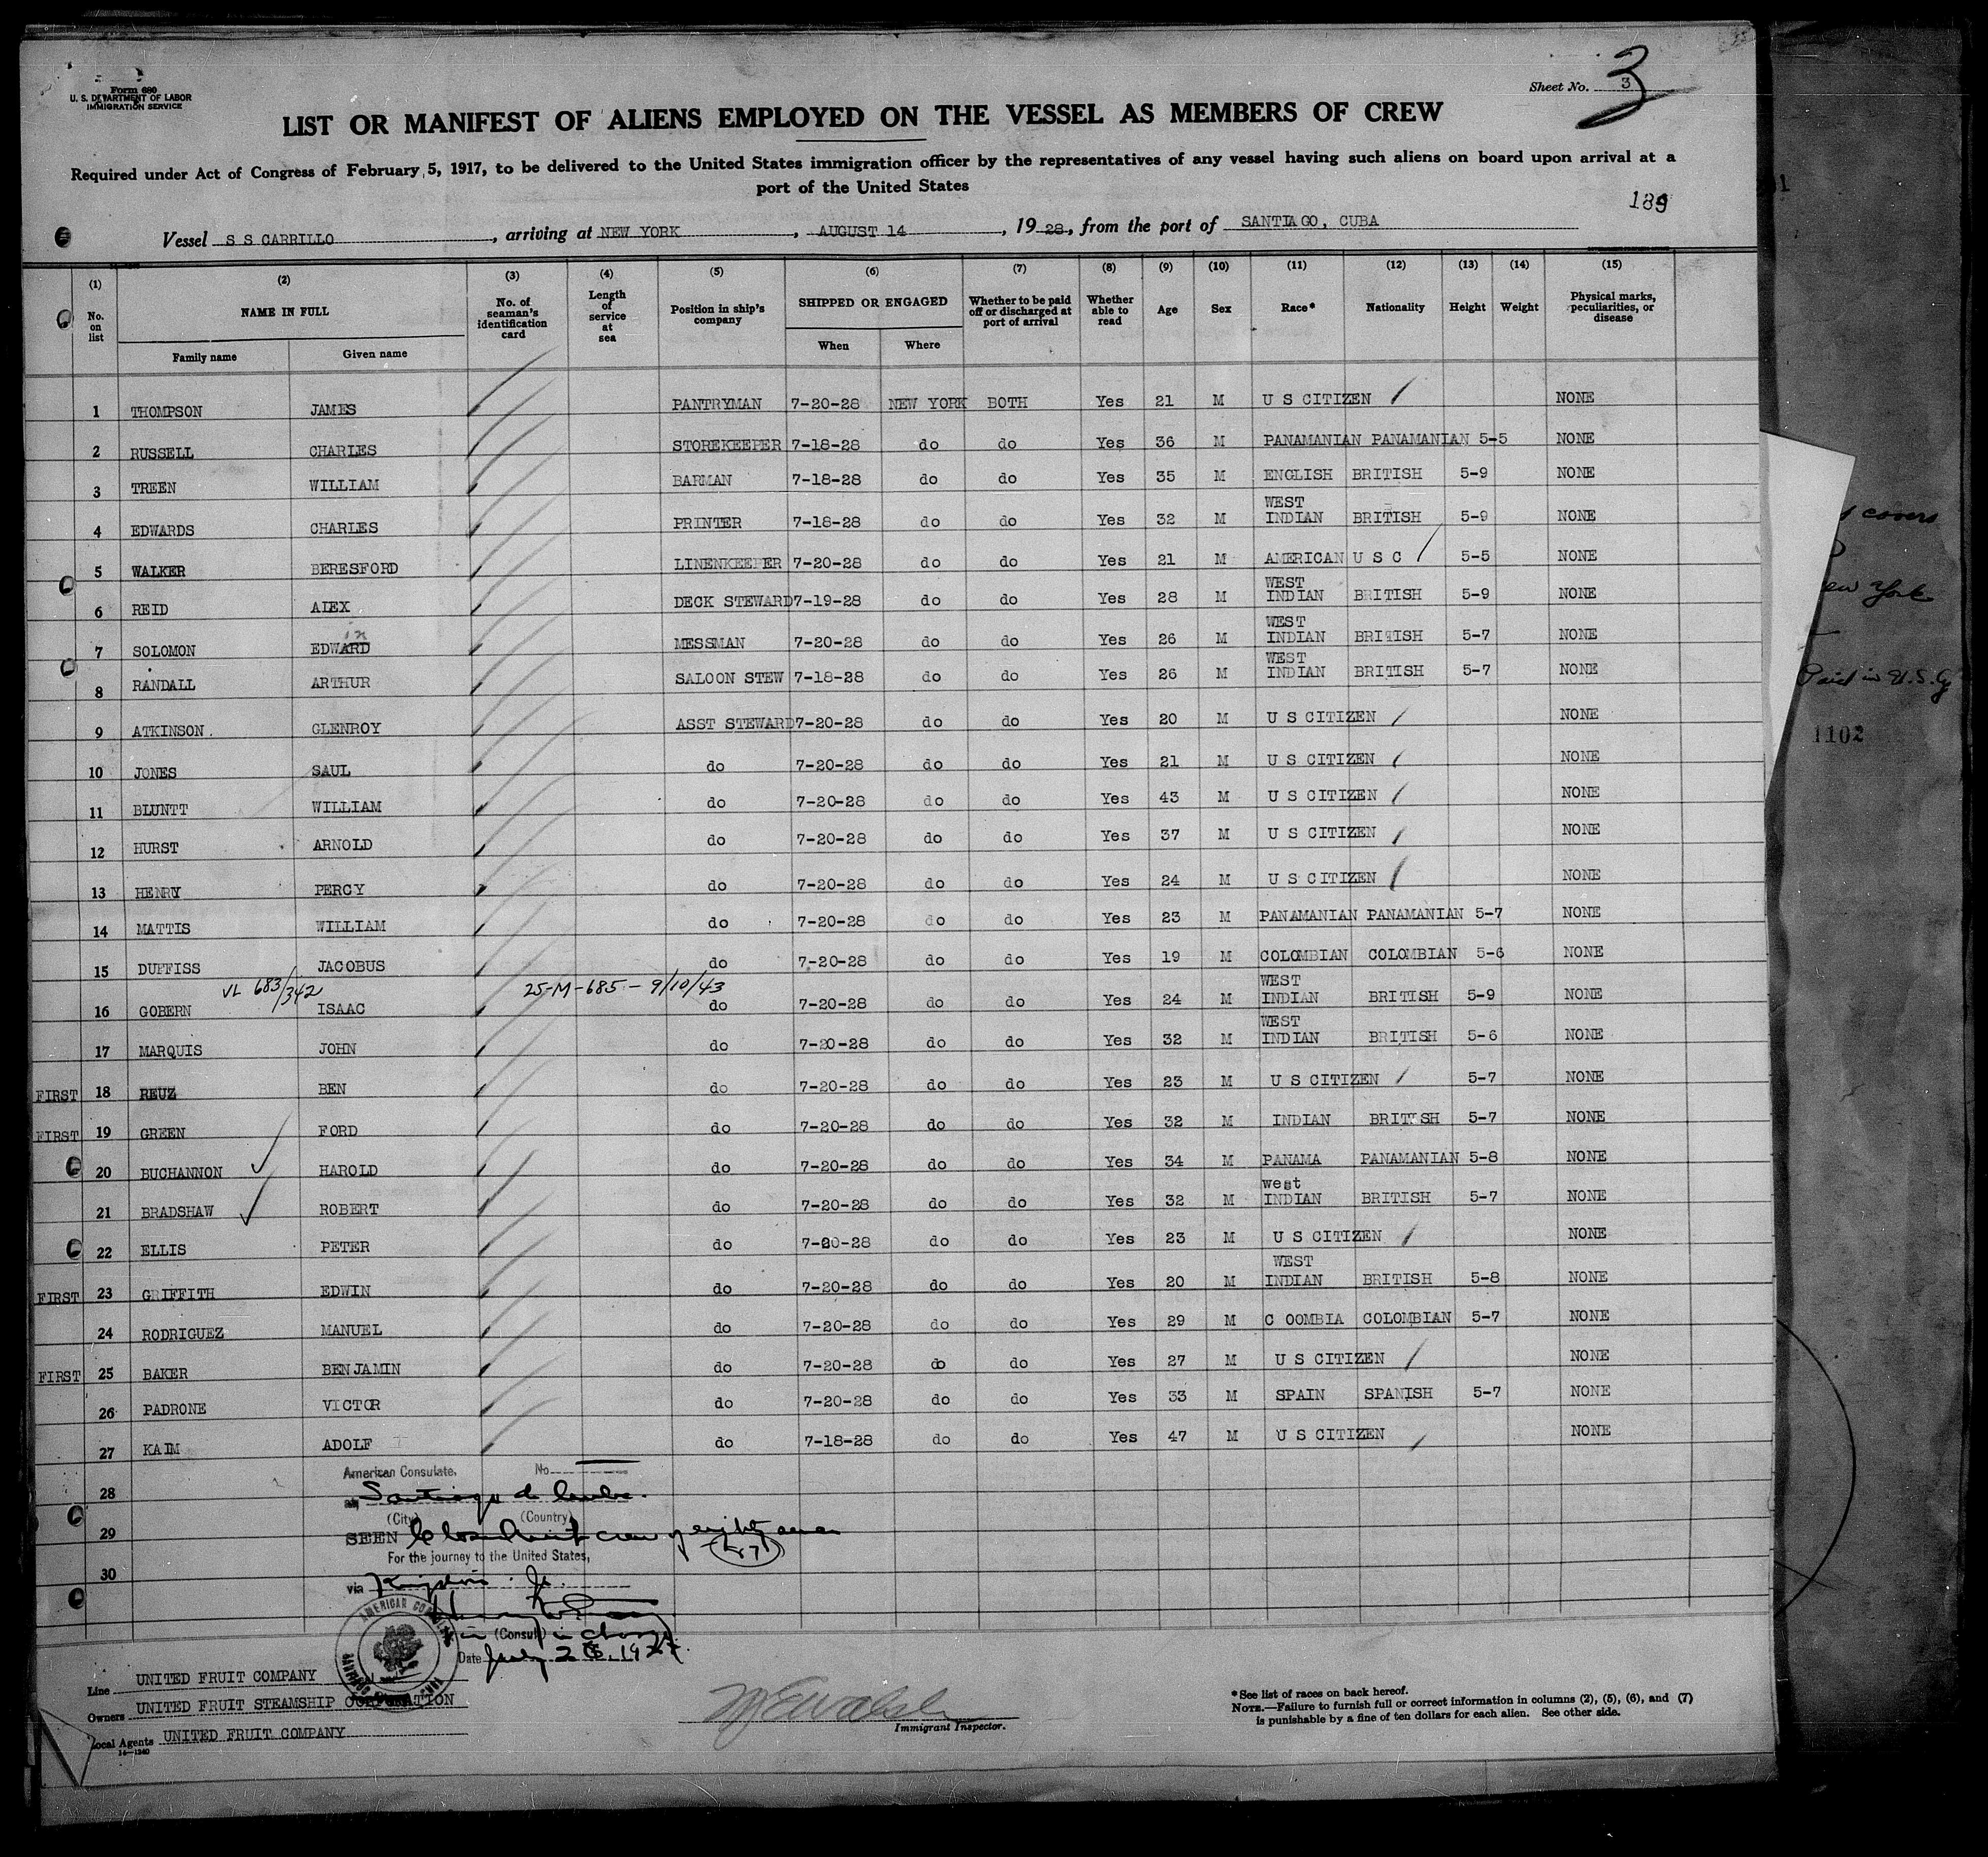 Form 680
U. S. DEPARTMENT OF LABOR
IMMIGRATION SERVICE
Sheet No. 3
3
LIST OR MANIFEST OF ALIENS EMPLOYED ON THE VESSEL AS MEMBERS OF CREW
Required under Act of Congress of February 5, 1917, to be delivered to the United States immigration officer by the representatives of any vessel having such aliens on board upon arrival at a
port of the United States
189
Vessel S S CARRILLO, arriving at NEW YORK, AUGUST 14, 1928, from the port of SANTIAGO, CUBA
(1) (2) (3) (4) (5) (6) (7) (8) (9) (10) (11) (12) (13) (14) (15)
No. on list NAME IN FULL Family name Given name No. of seaman's identification card Length of service at sea Position in ship's company SHIPPED OR ENGAGED When Where Whether to be paid off or discharged at port of arrival Whether able to read Age Sex Race* Nationality Height Weight Physical marks, peculiarities, or disease
1 THOMPSON JAMES PANTRYMAN 7-20-28 NEW YORK BOTH Yes 21 M U S CITIZEN NONE
2 RUSSELL CHARLES STOREKEEPER 7-18-28 do do Yes 36 M PANAMANIAN PANAMANIAN 5-5 NONE
3 TREEN WILLIAM BARMAN 7-18-28 do do Yes 35 M ENGLISH BRITISH 5-9 NONE
4 EDWARDS CHARLES PRINTER 7-18-28 do do Yes 32 M WEST INDIAN BRITISH 5-9 NONE
5 WALKER BERESFORD LINENKEEPER 7-20-28 do do Yes 21 M AMERICAN U S C 5-5 NONE
6 REID ALEX DECK STEWARD 7-19-28 do do Yes 28 M WEST INDIAN BRITISH 5-9 NONE
7 SOLOMON EDWARD in MESSMAN 7-20-28 do do Yes 26 M WEST INDIAN BRITISH 5-7 NONE
8 RANDALL ARTHUR SALOON STEW 7-18-28 do do Yes 26 M WEST INDIAN BRITISH 5-7 NONE
9 ATKINSON. GLENROY ASST STEWARD 7-20-28 do do Yes 20 M U S CITIZEN NONE
10 JONES SAUL do 7-20-28 do do Yes 21 M U S CITIZEN NONE
11 BLUNTT WILLIAM do 7-20-28 do do Yes 43 M U S CITIZEN NONE
12 HURST ARNOLD do 7-20-28 do do Yes 37 M U S CITIZEN NONE
13 HENRY PERCY do 7-20-28 do do Yes 24 M U S CITIZEN NONE
14 MATTIS WILLIAM do 7-20-28 do do Yes 23 M PANAMANIAN PANAMANIAN 5-7 NONE
15 DUFFISS JACOBUS do 7-20-28 do do Yes 19 M COLOMBIAN COLOMBIAN 5-6 NONE
VL 683/342 25-M-685 - 9/10/43
16 GOBERN ISAAC do 7-20-28 do do Yes 24 M WEST INDIAN BRITISH 5-9 NONE
17 MARQUIS JOHN do 7-20-28 do do Yes 32 M WEST INDIAN BRITISH 5-6 NONE
FIRST 18 REUZ BEN do 7-20-28 do do Yes 23 M U S CITIZEN 5-7 NONE
FIRST 19 GREEN FORD do 7-20-28 do do Yes 32 M INDIAN BRITISH 5-7 NONE
20 BUCHANNON HAROLD do 7-20-28 do do Yes 34 M PANAMA PANAMANIAN 5-8 NONE
21 BRADSHAW ROBERT do 7-20-28 do do Yes 32 M west INDIAN BRITISH 5-7 NONE
22 ELLIS PETER do 7-20-28 do do Yes 23 M U S CITIZEN NONE
FIRST 23 GRIFFITH EDWIN do 7-20-28 do do Yes 20 M WEST INDIAN BRITISH 5-8 NONE
24 RODRIGUEZ MANUEL do 7-20-28 do do Yes 29 M C OOMBIA COLOMBIAN 5-7 NONE
FIRST 25 BAKER BENJAMIN do 7-20-28 do do Yes 27 M U S CITIZEN NONE
26 PADRONE VICTOR do 7-20-28 do do Yes 33 M SPAIN SPANISH 5-7 NONE
27 KAIM ADOLF do 7-18-28 do do Yes 47 M U S CITIZEN NONE
American Consulate, No
28
at Santiago de Cuba.
(City) (Country)
29
SEEN crew of eighty seven
(87)
For the journey to the United States,
30
via Kingston. Ja.
AMERICAN
(Consul) in charge
Date July 28, 192
Line UNITED FRUIT COMPANY
Owners UNITED FRUIT STEAMSHIP CORPORATION
Local Agents UNITED FRUIT COMPANY
14—1240
Immigrant Inspector.
*See list of races on back hereof.
NOTE.—Failure to furnish full or correct information in columns (2), (5), (6), and (7)
is punishable by a fine of ten dollars for each alien. See other side.
covers
ew York
Paid in U.S.
1102